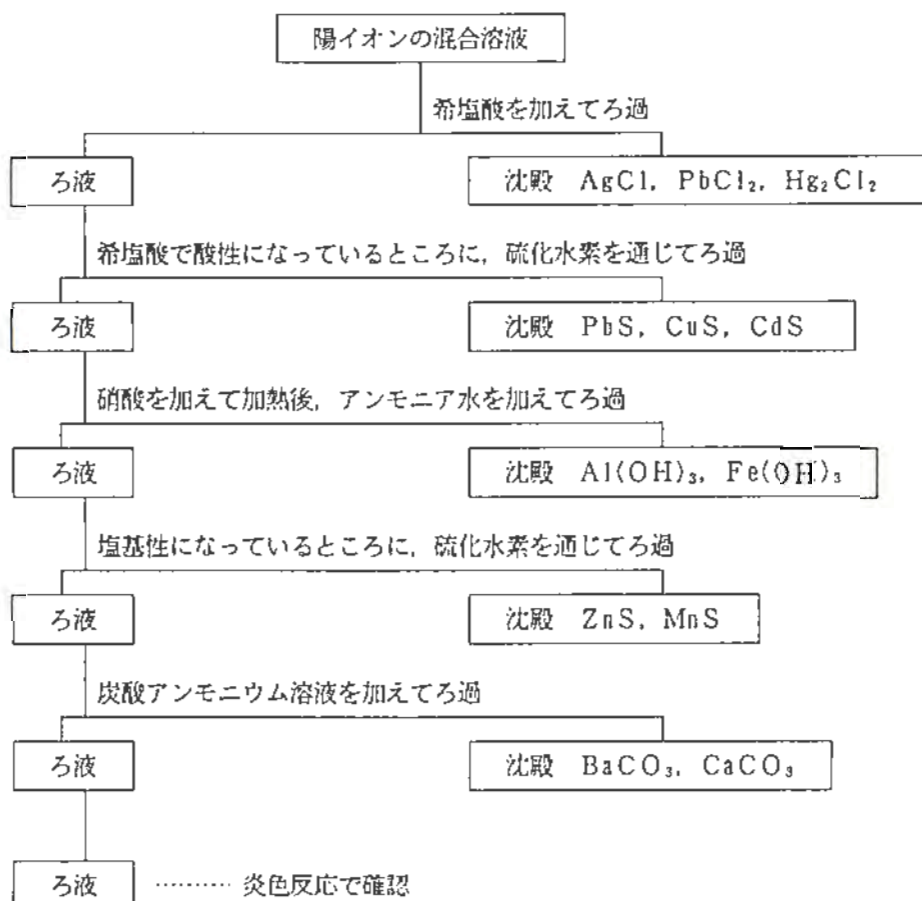 陽イオンの混合溶液
希塩酸を加えてろ過
ろ液
沈殿 AgCl, PbCl₂, Hg₂Cl₂
希塩酸で酸性になっているところに, 硫化水素を通じてろ過
ろ液
沈殿 PbS, CuS, CdS
硝酸を加えて加熱後, アンモニア水を加えてろ過
ろ液
沈殿 Al(OH)₃, Fe(OH)₃
塩基性になっているところに, 硫化水素を通じてろ過
ろ液
沈殿 ZnS, MnS
炭酸アンモニウム溶液を加えてろ過
ろ液
沈殿 BaCO₃, CaCO₃
ろ液 ………… 炎色反応で確認